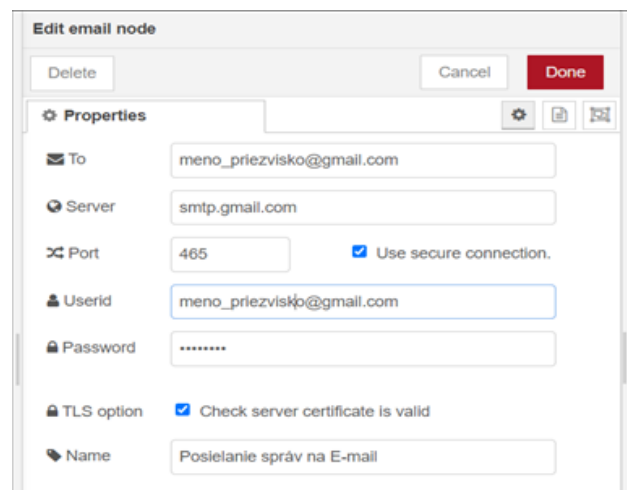 Edit email node
Delete Cancel Done
Properties
To meno_priezvisko@gmail.com
Server smtp.gmail.com
Port 465 Use secure connection.
Userid meno_priezvisko@gmail.com
Password ••••••••
TLS option Check server certificate is valid
Name Posielanie správ na E-mail